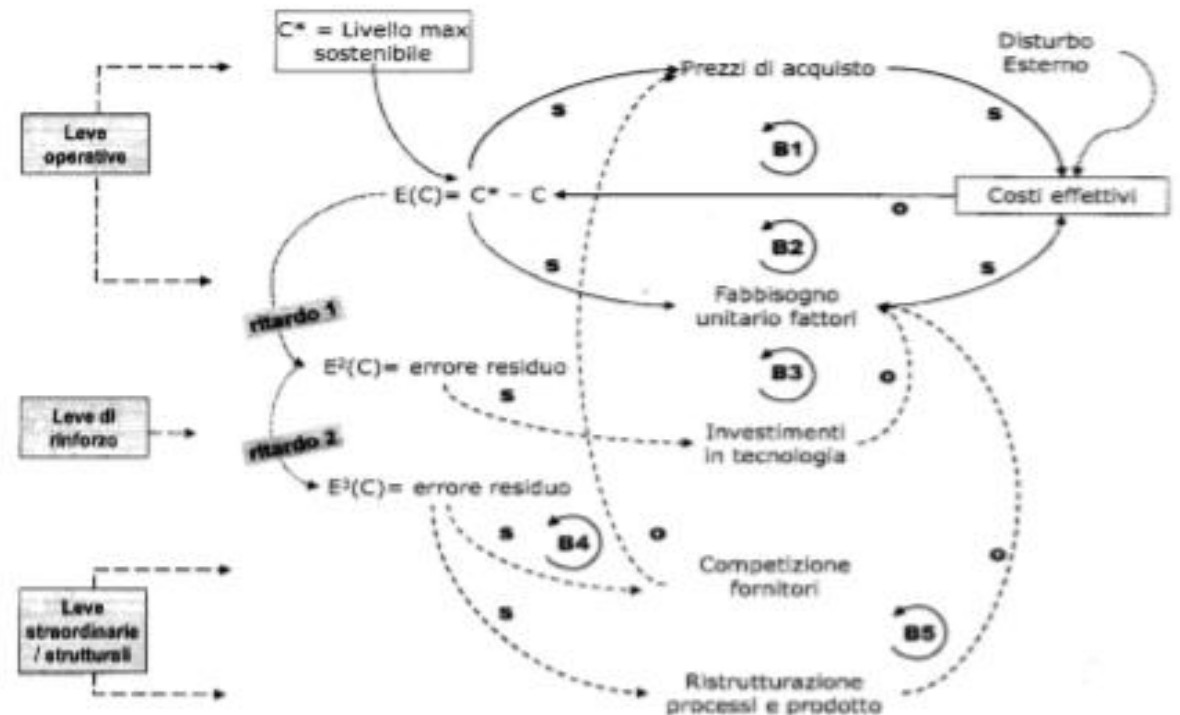 C* = Livello max
sostenibile
Disturbo
Esterno
Prezzi di acquisto
s
s
Leve
operative
B1
E(C)= C* - C
Costi effettivi
o
B2
s
s
Fabbisogno
unitario fattori
ritardo 1
E²(C)= errore residuo
B3
o
s
Leve di
rinforzo
Investimenti
in tecnologia
ritardo 2
E³(C)= errore residuo
s
B4
o
o
Competizione
fornitori
Leve
straordinarie
/ strutturali
s
B5
Ristrutturazione
processi e prodotto